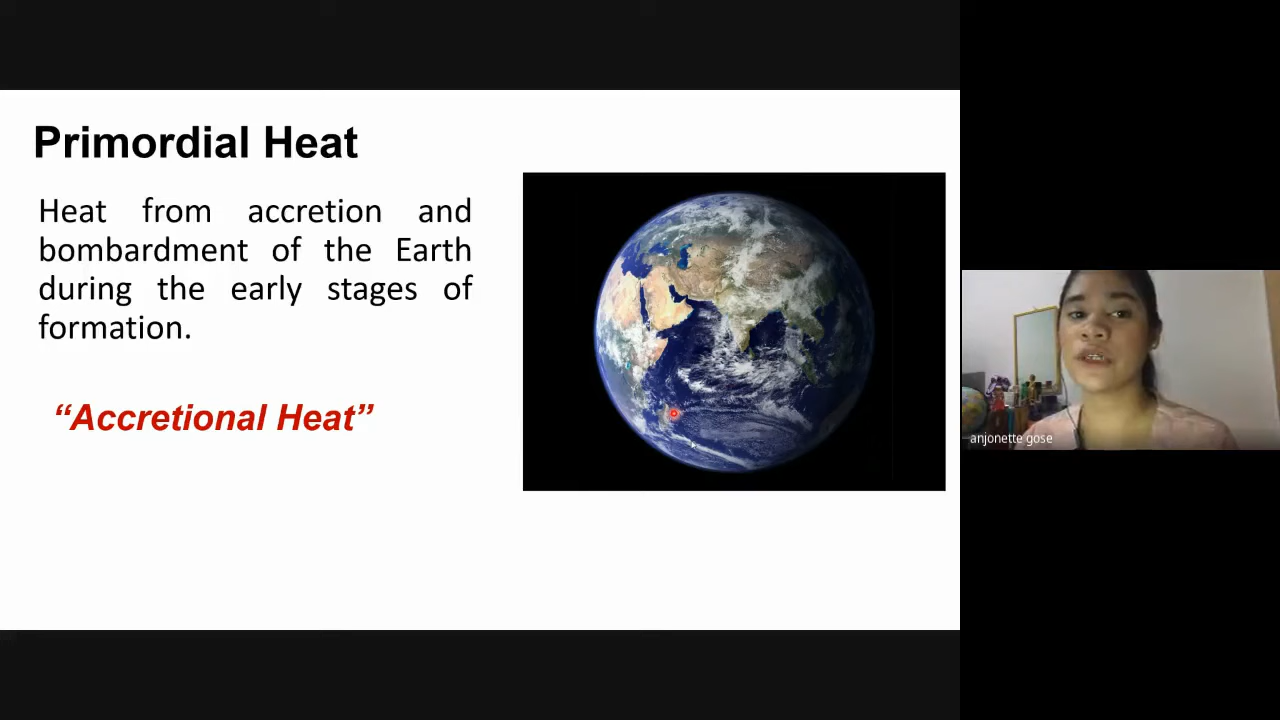 Primordial Heat
Heat from accretion and
bombardment of the Earth
during the early stages of
formation.
“Accretional Heat”
anjonette gose